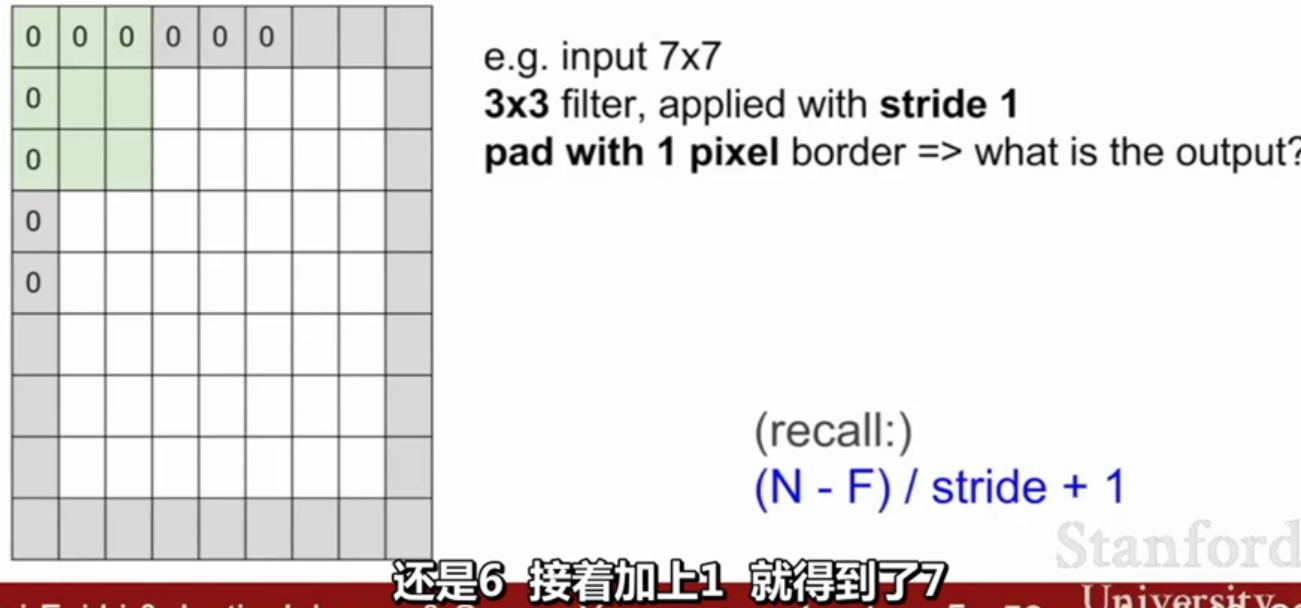 0 0 0 0 0 0
0
0
0
0
e.g. input 7x7
3x3 filter, applied with stride 1
pad with 1 pixel border => what is the output?
(recall:)
(N - F) / stride + 1
Stanford
University
还是6 接着加上1 就得到了7